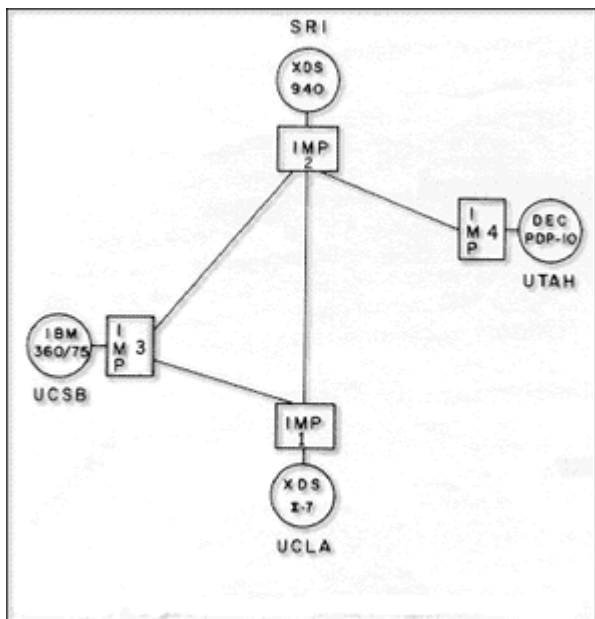 SRI
XDS
940
IMP
2
IMP 4
DEC
PDP-10
UTAH
IBM
360/75
IMP 3
UCSB
IMP
1
XDS
Σ-7
UCLA